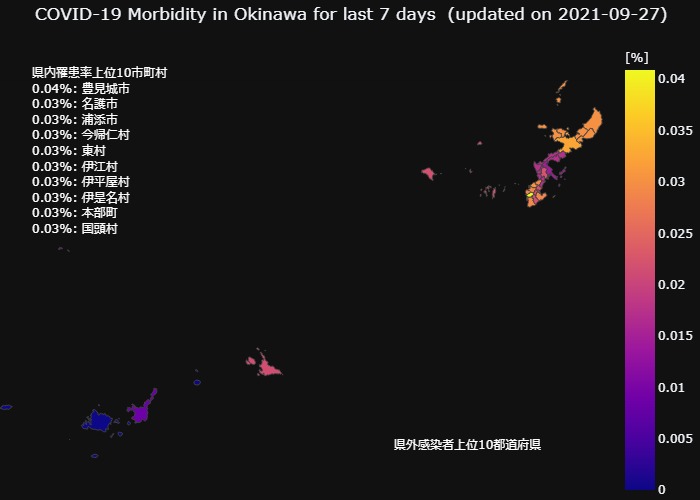 COVID-19 Morbidity in Okinawa for last 7 days (updated on 2021-09-27)
県内罹患率上位10市町村
0.04%: 豊見城市
0.03%: 名護市
0.03%: 浦添市
0.03%: 今帰仁村
0.03%: 東村
0.03%: 伊江村
0.03%: 伊平屋村
0.03%: 伊是名村
0.03%: 本部町
0.03%: 国頭村
[%]
0.04
0.035
0.03
0.025
0.02
0.015
0.01
0.005
0
県外感染者上位10都道府県